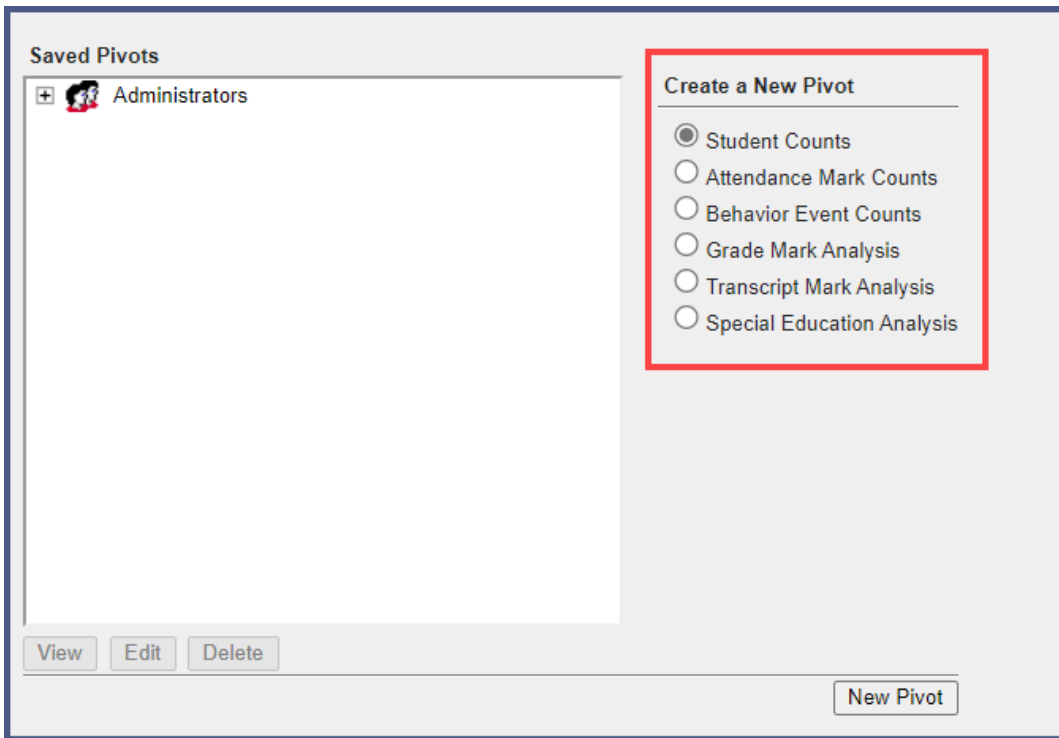 Saved Pivots
Administrators
Create a New Pivot
Student Counts
Attendance Mark Counts
Behavior Event Counts
Grade Mark Analysis
Transcript Mark Analysis
Special Education Analysis
View Edit Delete
New Pivot